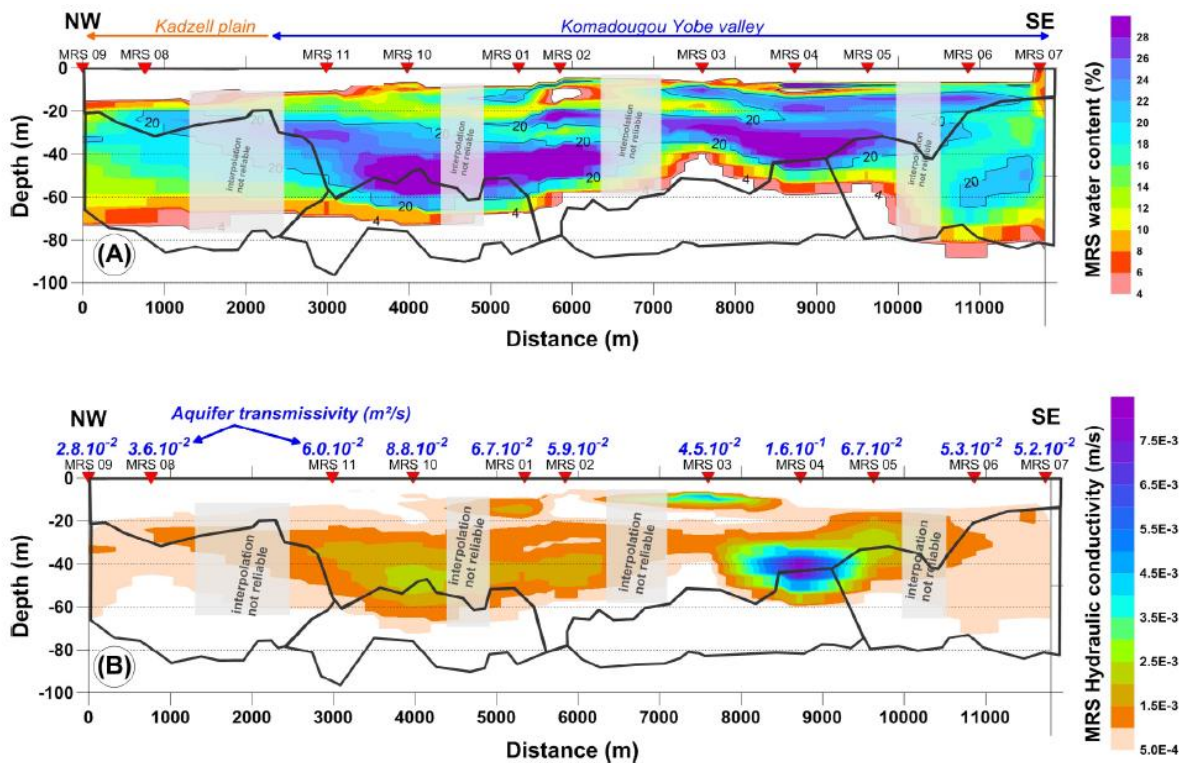 NW
SE
Kadzell plain
Komadougou Yobe valley
MRS 09 MRS 08 MRS 11 MRS 10 MRS 01 MRS 02 MRS 03 MRS 04 MRS 05 MRS 06 MRS 07
0
-20
-40
-60
-80
-100
Depth (m)
20 20 20 20 20 20 20 20 20
4 4 4 4 4 4
interpolation
not reliable
interpolation
not reliable
interpolation
not reliable
interpolation
not reliable
(A)
0 1000 2000 3000 4000 5000 6000 7000 8000 9000 10000 11000
Distance (m)
28
26
24
22
20
18
16
14
12
10
8
6
4
MRS water content (%)
NW
Aquifer transmissivity (m²/s)
SE
2.8.10⁻² 3.6.10⁻² 6.0.10⁻² 8.8.10⁻² 6.7.10⁻² 5.9.10⁻² 4.5.10⁻² 1.6.10⁻¹ 6.7.10⁻² 5.3.10⁻² 5.2.10⁻²
MRS 09 MRS 08 MRS 11 MRS 10 MRS 01 MRS 02 MRS 03 MRS 04 MRS 05 MRS 06 MRS 07
0
-20
-40
-60
-80
-100
Depth (m)
interpolation
not reliable
interpolation
not reliable
interpolation
not reliable
interpolation
not reliable
(B)
0 1000 2000 3000 4000 5000 6000 7000 8000 9000 10000 11000
Distance (m)
7.5E-3
6.5E-3
5.5E-3
4.5E-3
3.5E-3
2.5E-3
1.5E-3
5.0E-4
MRS Hydraulic conductivity (m/s)